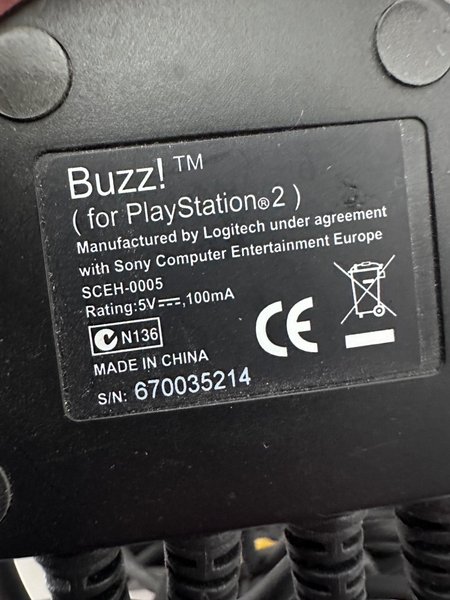 Buzz! ™
( for PlayStation®2 )
Manufactured by Logitech under agreement
with Sony Computer Entertainment Europe
SCEH-0005
Rating:5V⎓,100mA
N136
CE
MADE IN CHINA
S/N: 670035214